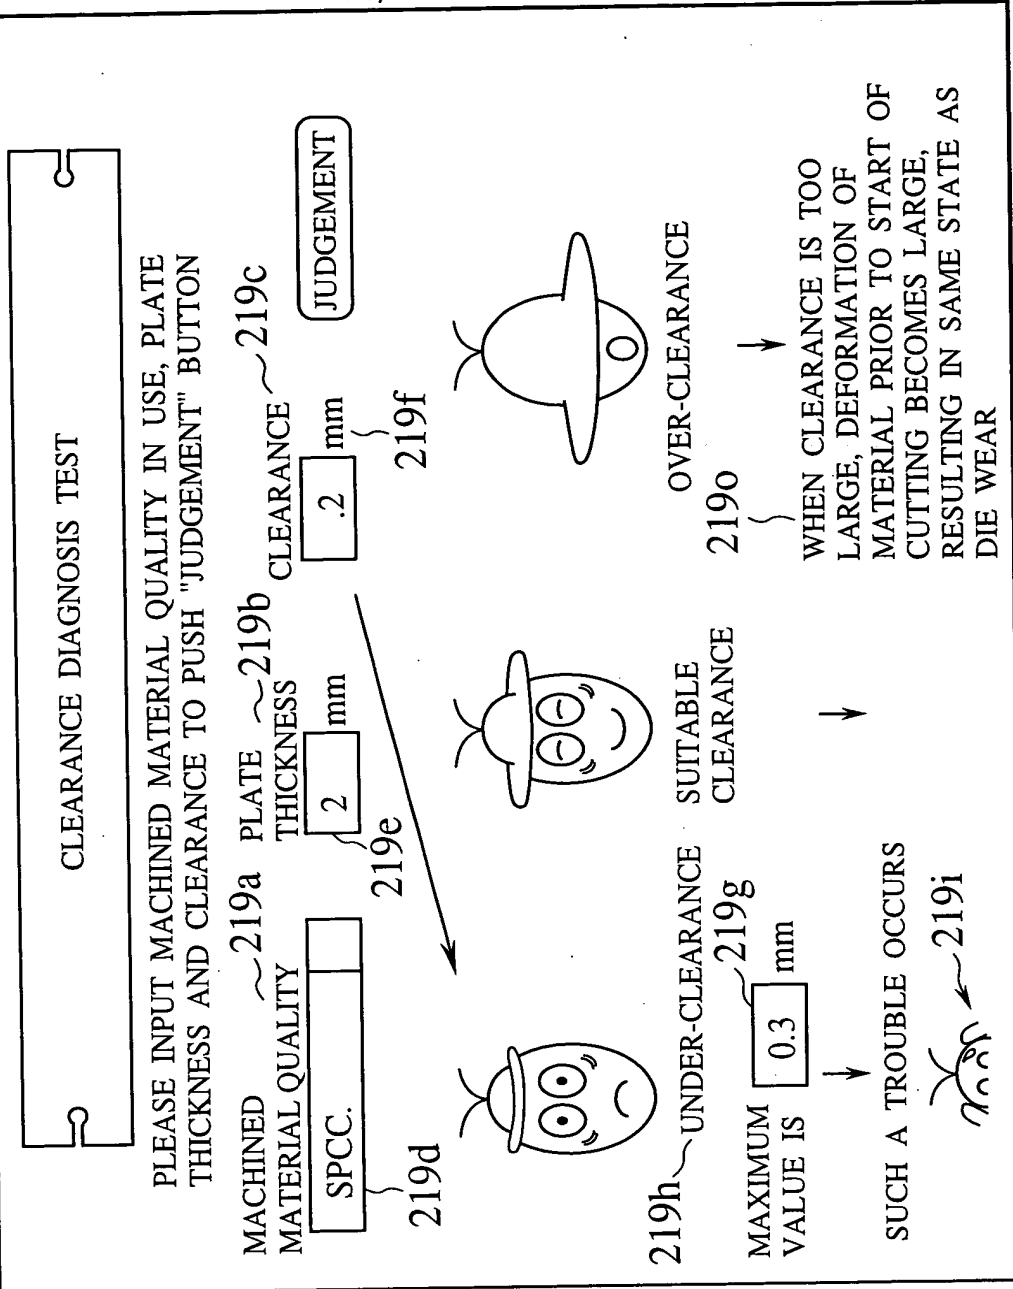 CLEARANCE DIAGNOSIS TEST
PLEASE INPUT MACHINED MATERIAL QUALITY IN USE, PLATE
THICKNESS AND CLEARANCE TO PUSH "JUDGEMENT" BUTTON
MACHINED
MATERIAL QUALITY
219a
SPCC.
219d
PLATE
THICKNESS
219b
2 mm
219e
CLEARANCE
219c
.2 mm
219f
JUDGEMENT
219h
UNDER-CLEARANCE
219g
MAXIMUM
VALUE IS
0.3 mm
SUCH A TROUBLE OCCURS
219i
SUITABLE
CLEARANCE
OVER-CLEARANCE
219o
WHEN CLEARANCE IS TOO
LARGE, DEFORMATION OF
MATERIAL PRIOR TO START OF
CUTTING BECOMES LARGE,
RESULTING IN SAME STATE AS
DIE WEAR